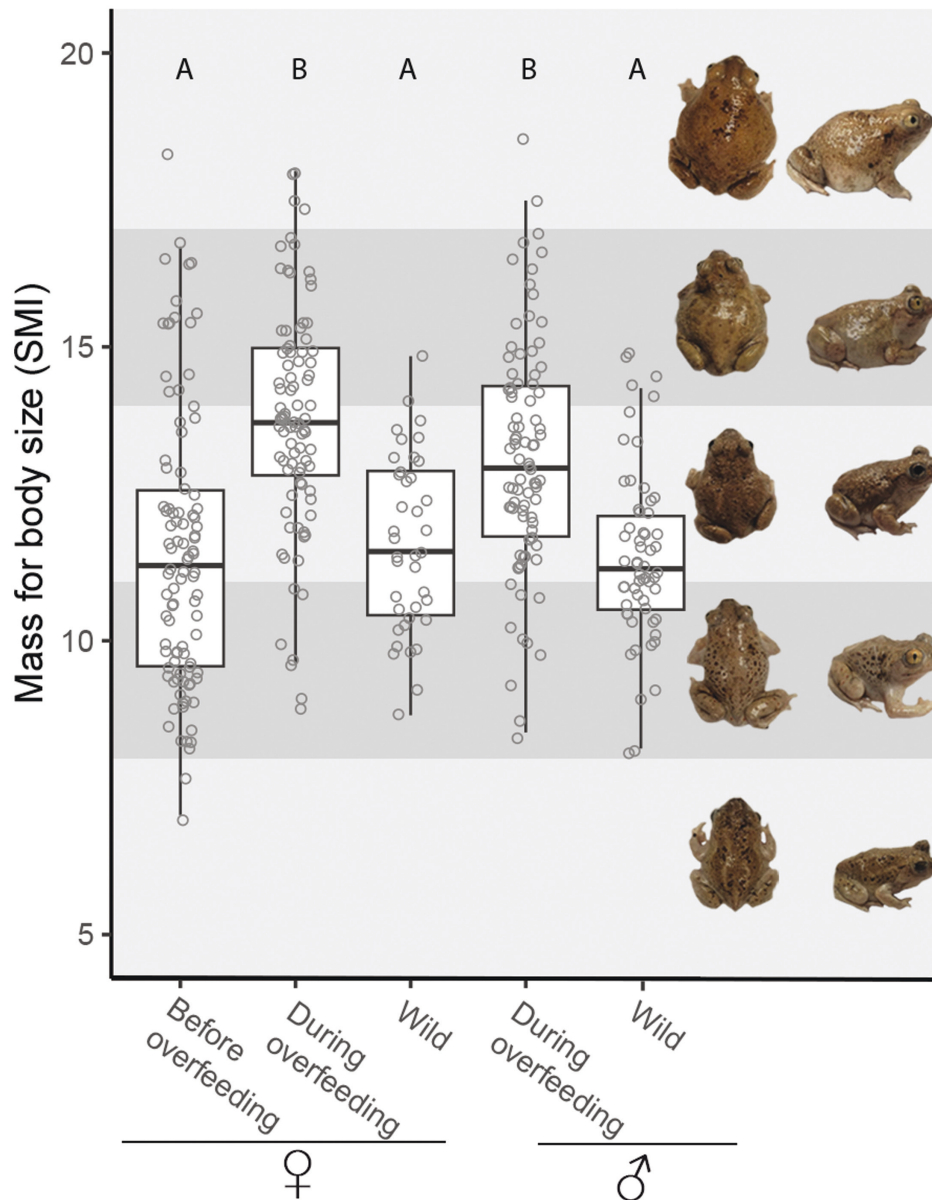 20
A B A B A
15
10
5
Mass for body size (SMI)
Before
overfeeding
During
overfeeding
Wild
During
overfeeding
Wild
♀ ♂